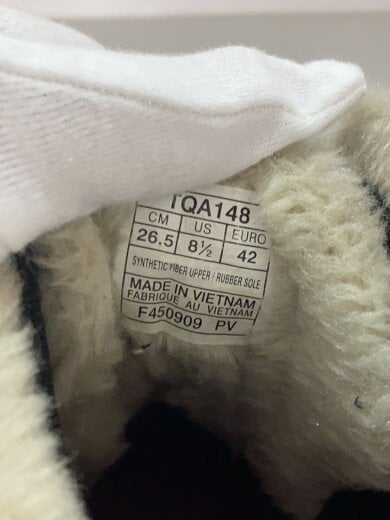 TQA148
CM US EURO
26.5 8½ 42
SYNTHETIC FIBER UPPER / RUBBER SOLE
MADE IN VIETNAM
FABRIQUE AU VIETNAM
F450909 PV